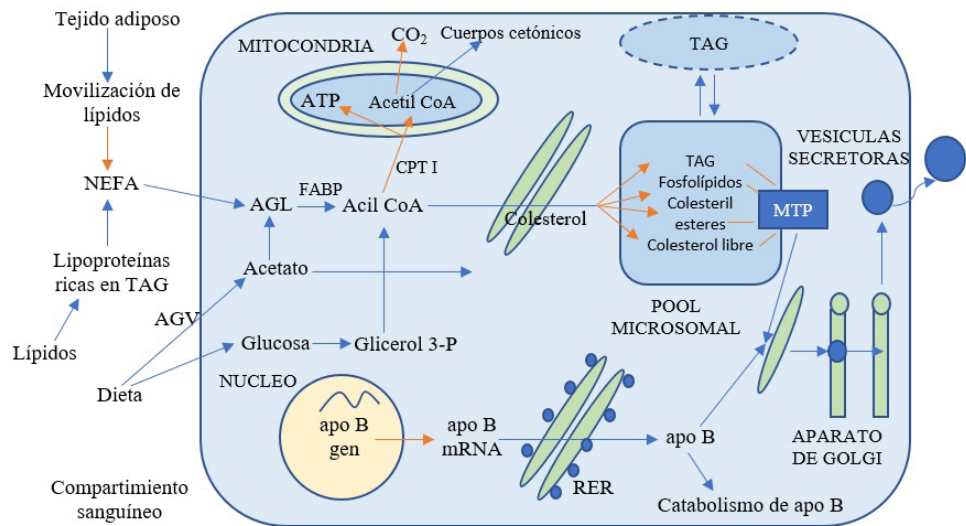 Tejido adiposo
Movilización de
lípidos
NEFA
Lipoproteínas
ricas en TAG
Lípidos
Dieta
AGV
Compartimiento
sanguíneo
MITOCONDRIA
CO2
Cuerpos cetónicos
ATP
Acetil CoA
CPT I
AGL
FABP
Acil CoA
Acetato
Glucosa
Glicerol 3-P
Colesterol
TAG
TAG
Fosfolípidos
Colesteril
esteres
Colesterol libre
MTP
POOL
MICROSOMAL
VESICULAS
SECRETORAS
NUCLEO
apo B
gen
apo B
mRNA
RER
apo B
Catabolismo de apo B
APARATO
DE GOLGI